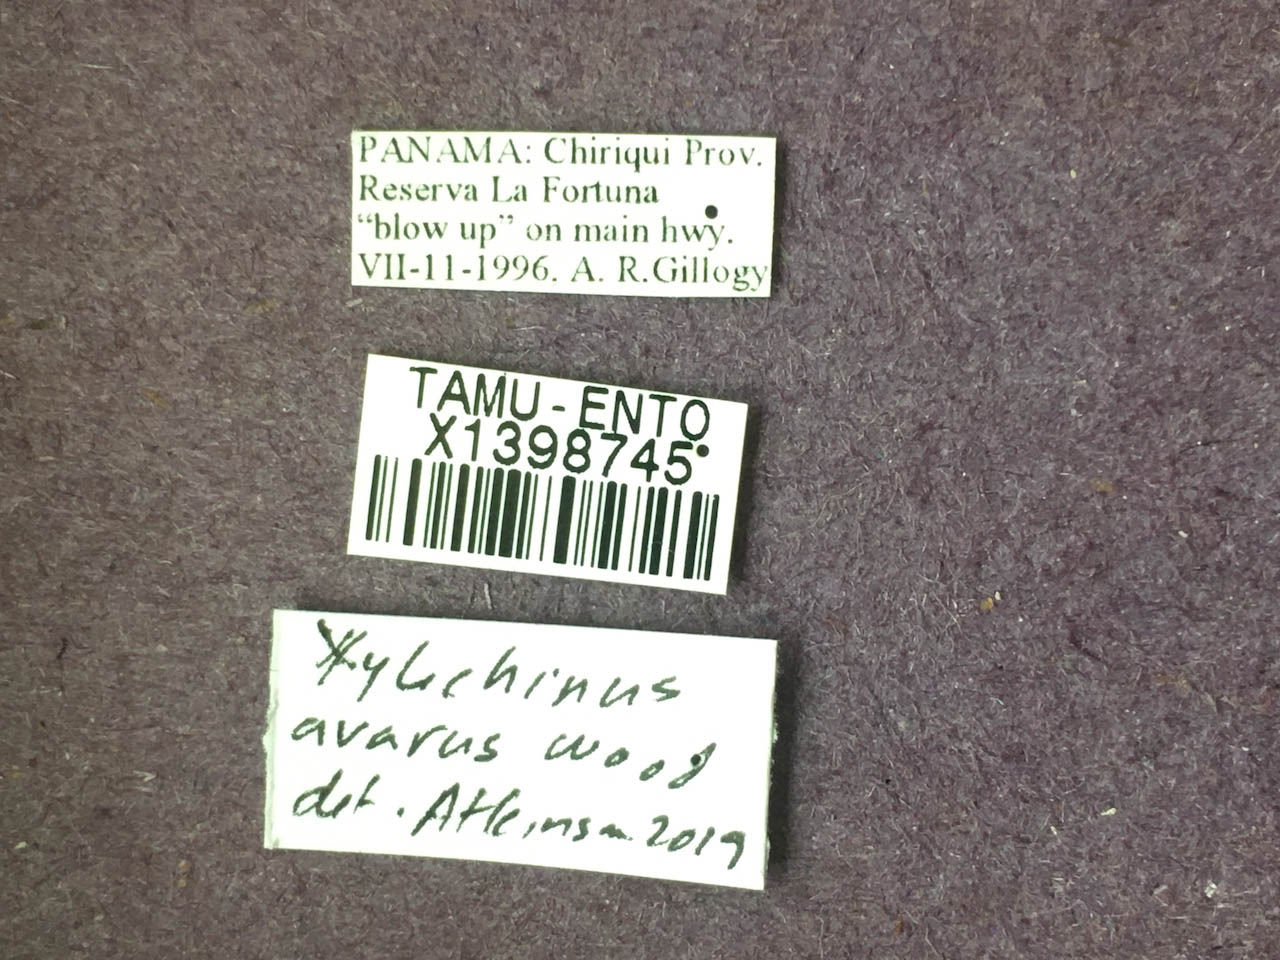 PANAMA: Chiriqui Prov.
Reserva La Fortuna
“blow up” on main hwy.
VII-11-1996. A. R.Gillogy
TAMU-ENTO
X1398745
Xylechinus
avarus Wood
det. Atkinson 2019